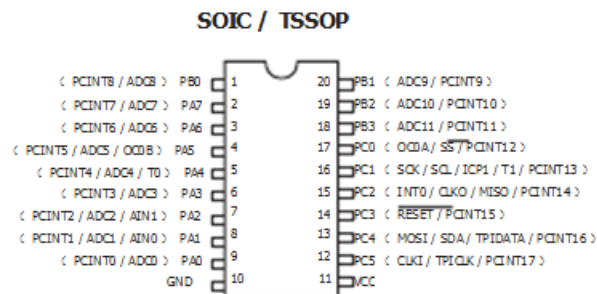 SOIC / TSSOP
( PCINT8 / ADC8 ) PB0 1 20 PB1 ( ADC9 / PCINT9 )
( PCINT7 / ADC7 ) PA7 2 19 PB2 ( ADC10 / PCINT10 )
( PCINT6 / ADC6 ) PA6 3 18 PB3 ( ADC11 / PCINT11 )
( PCINT5 / ADC5 / OC0B ) PA5 4 17 PC0 ( OC0A / SS / PCINT12 )
( PCINT4 / ADC4 / T0 ) PA4 5 16 PC1 ( SCK / SCL / ICP1 / T1 / PCINT13 )
( PCINT3 / ADC3 ) PA3 6 15 PC2 ( INT0 / CLKO / MISO / PCINT14 )
( PCINT2 / ADC2 / AIN1 ) PA2 7 14 PC3 ( RESET / PCINT15 )
( PCINT1 / ADC1 / AIN0 ) PA1 8 13 PC4 ( MOSI / SDA / TPIDATA / PCINT16 )
( PCINT0 / ADC0 ) PA0 9 12 PC5 ( CLKI / TPICLK / PCINT17 )
GND 10 11 VCC